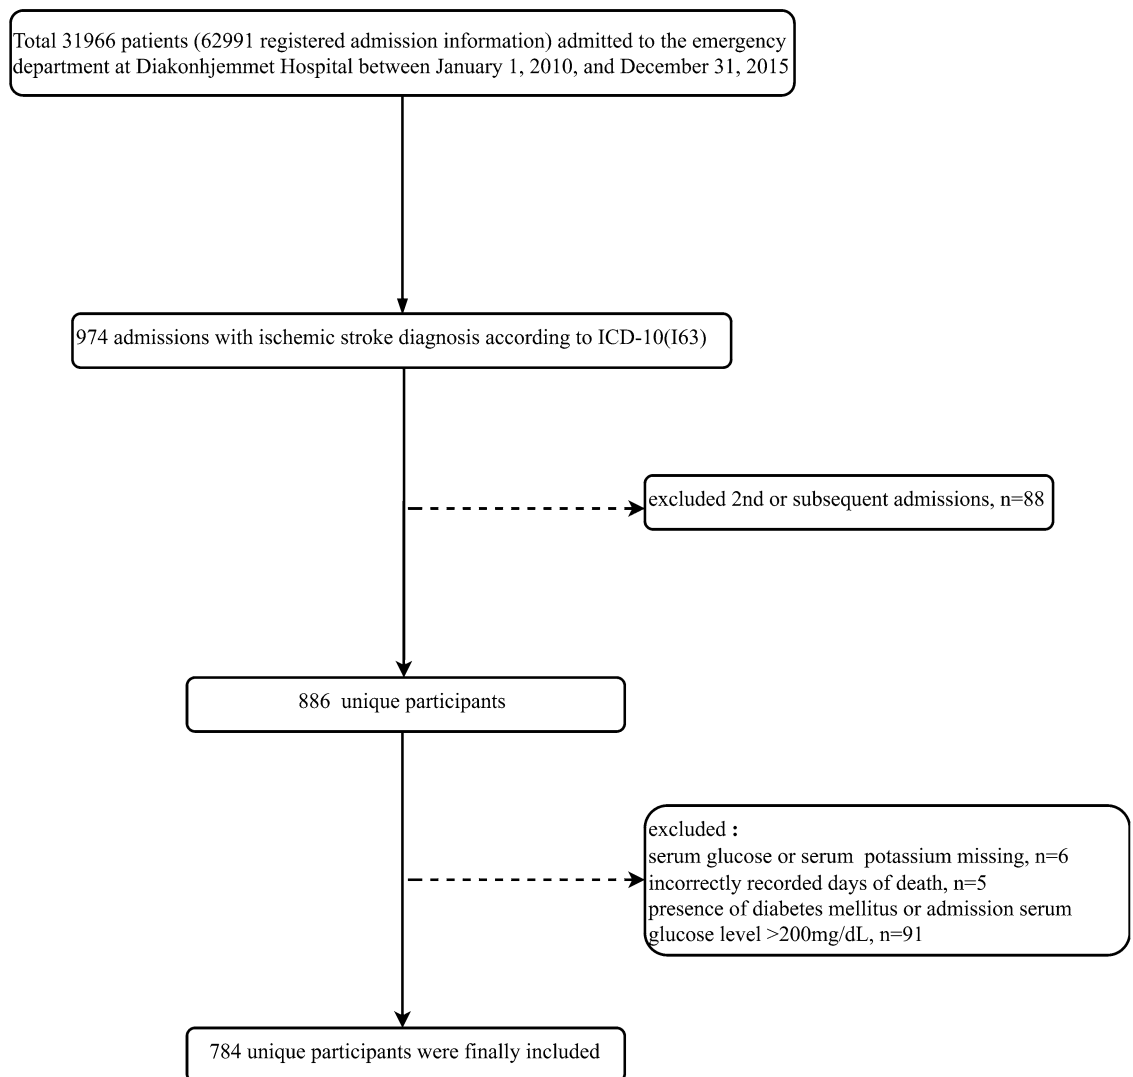 Total 31966 patients (62991 registered admission information) admitted to the emergency
department at Diakonhjemmet Hospital between January 1, 2010, and December 31, 2015
974 admissions with ischemic stroke diagnosis according to ICD-10(I63)
excluded 2nd or subsequent admissions, n=88
886 unique participants
excluded :
serum glucose or serum potassium missing, n=6
incorrectly recorded days of death, n=5
presence of diabetes mellitus or admission serum
glucose level >200mg/dL, n=91
784 unique participants were finally included